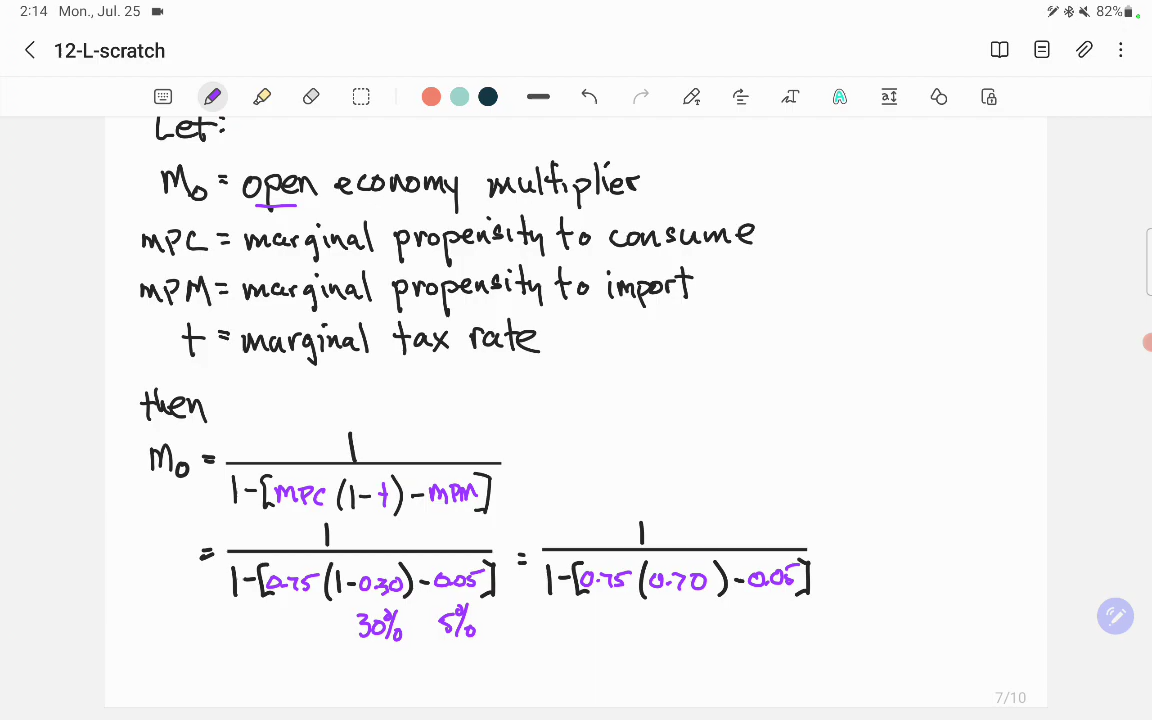 2:14 Mon., Jul. 25 82%
12-L-scratch
Let:
Mo = open economy multiplier
MPC = marginal propensity to consume
MPM = marginal propensity to import
t = marginal tax rate
then
Mo = 1 / 1-[MPC(1-t)-MPM]
= 1 / 1-[0.75(1-0.30)-0.05] = 1 / 1-[0.75(0.70)-0.05]
30% 5%
7/10